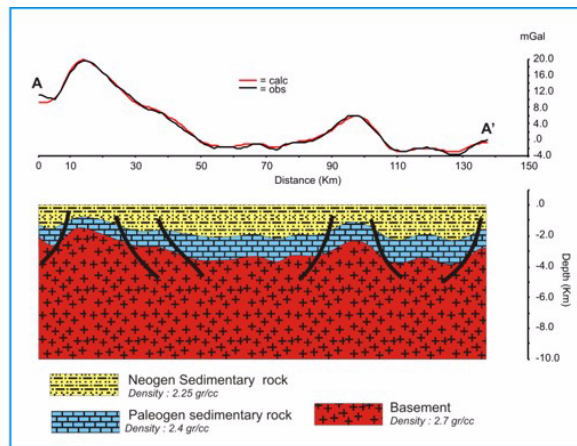 mGal
20.0
16.0
12.0
8.0
4.0
.0
-4.0
A
= calc
= obs
A'
0 10 30 50 70 90 110 130 150
Distance (Km)
.0
-2.0
-4.0
-6.0
-8.0
-10.0
Depth (Km)
Neogen Sedimentary rock
Density : 2.25 gr/cc
Paleogen sedimentary rock
Density : 2.4 gr/cc
Basement
Density : 2.7 gr/cc